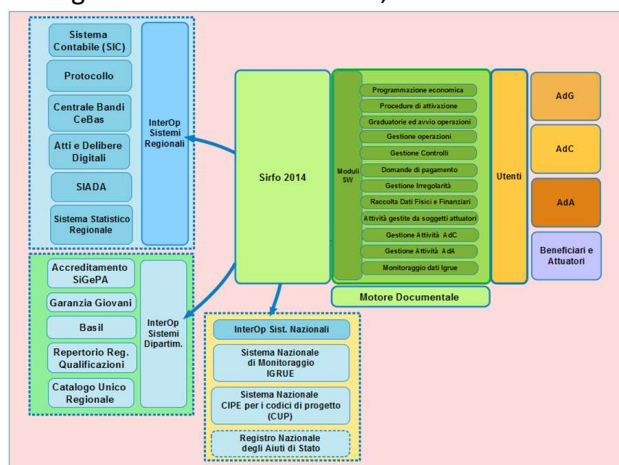 Sistema
Contabile (SIC)
Protocollo
Centrale Bandi
CeBas
Atti e Delibere
Digitali
SIADA
Sistema Statistico
Regionale
InterOp
Sistemi
Regionali
Accreditamento
SiGePA
Garanzia Giovani
Basil
Repertorio Reg.
Qualificazioni
Catalogo Unico
Regionale
InterOp
Sistemi
Dipartim.
Sirfo 2014
Moduli
SW
Programmazione economica
Procedure di attivazione
Graduatorie ed avvio operazioni
Gestione operazioni
Gestione Controlli
Domande di pagamento
Gestione Irregolarità
Raccolta Dati Fisici e Finanziari
Attività gestite da soggetti attuatori
Gestione Attività AdC
Gestione Attività AdA
Monitoraggio dati Igrue
Utenti
AdG
AdC
AdA
Beneficiari e
Attuatori
Motore Documentale
InterOp Sist. Nazionali
Sistema Nazionale
di Monitoraggio
IGRUE
Sistema Nazionale
CIPE per i codici di progetto
(CUP)
Registro Nazionale
degli Aiuti di Stato